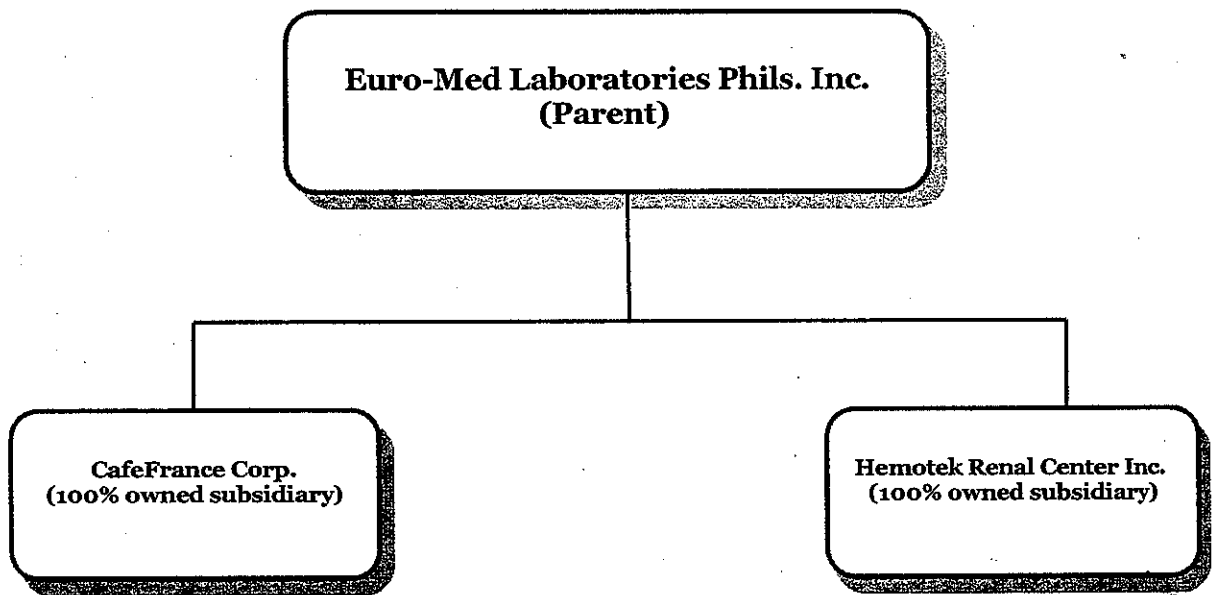 Euro-Med Laboratories Phils. Inc.
(Parent)
CafeFrance Corp.
(100% owned subsidiary)
Hemotek Renal Center Inc.
(100% owned subsidiary)